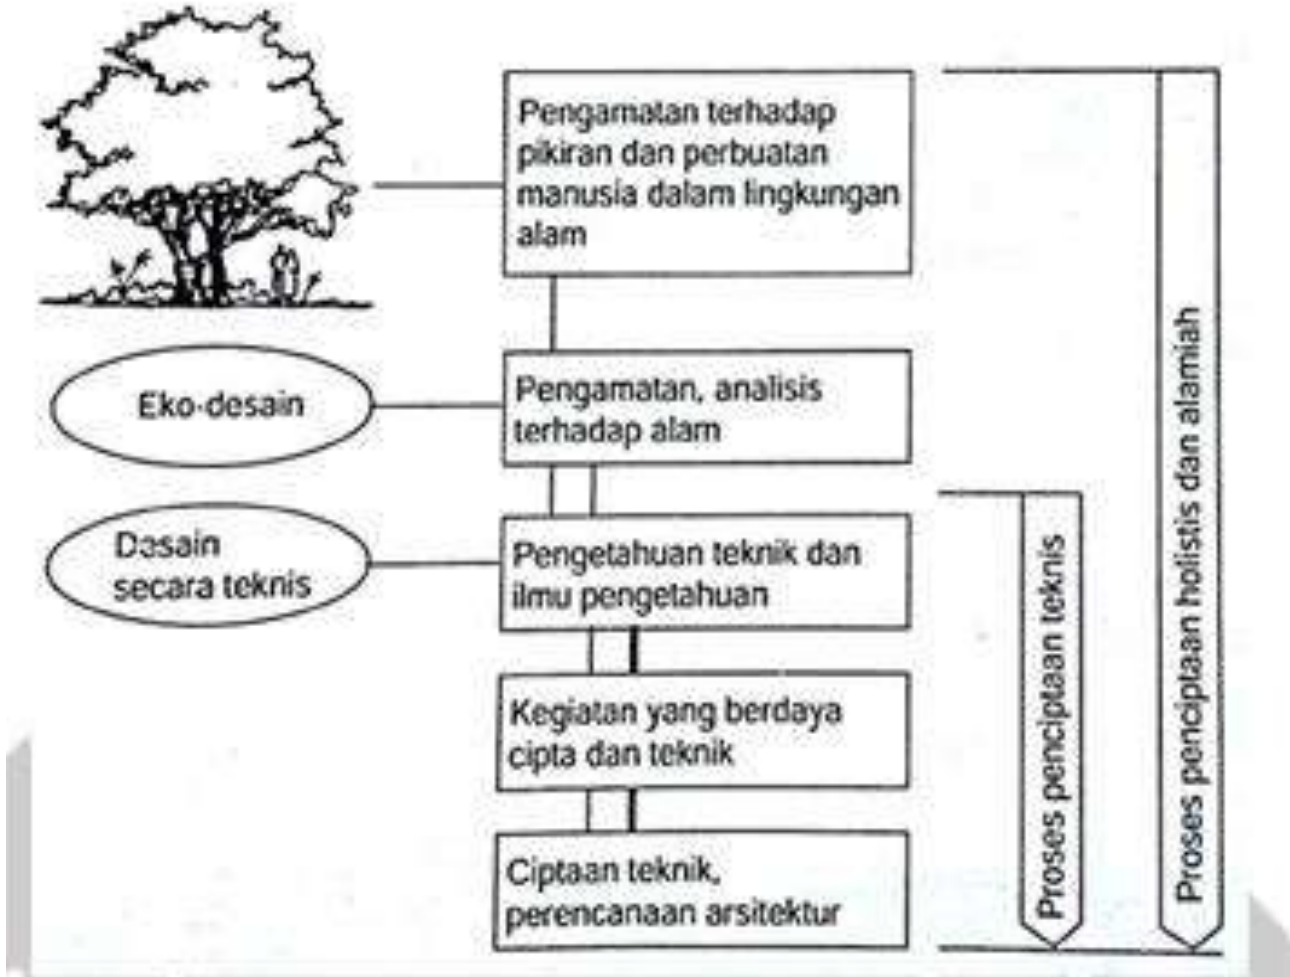 Pengamatan terhadap
pikiran dan perbuatan
manusia dalam lingkungan
alam
Eko-desain
Pengamatan, analisis
terhadap alam
Desain
secara teknis
Pengetahuan teknik dan
ilmu pengetahuan
Kegiatan yang berdaya
cipta dan teknik
Ciptaan teknik,
perencanaan arsitektur
Proses penciptaan teknis
Proses penciptaan holistis dan alamiah